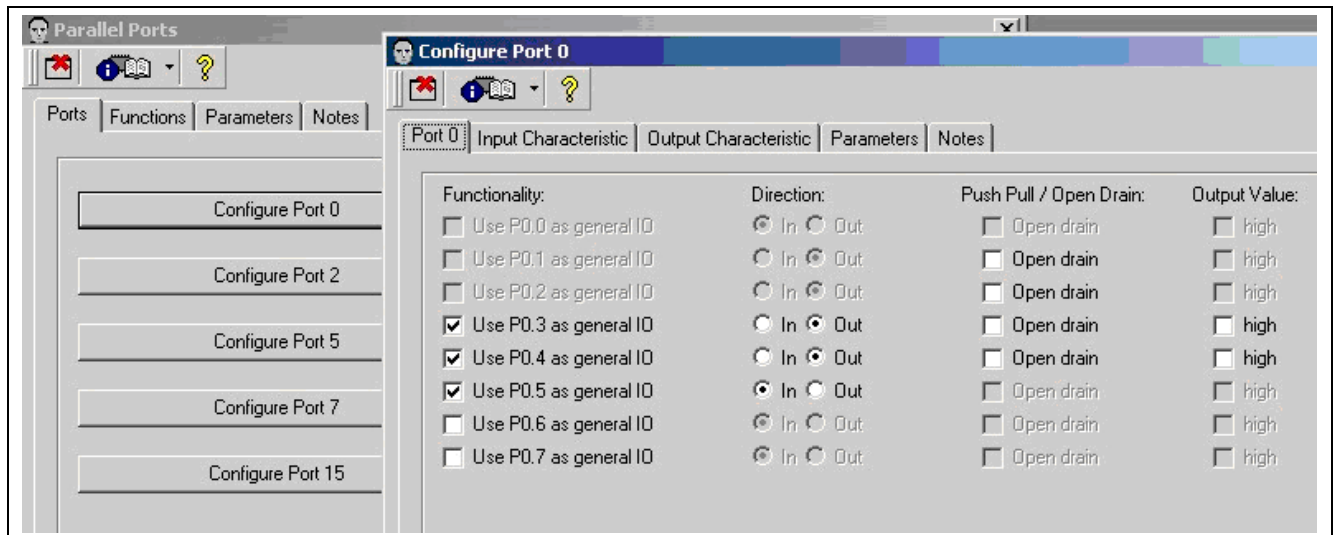 Parallel Ports
Ports Functions Parameters Notes
Configure Port 0
Configure Port 2
Configure Port 5
Configure Port 7
Configure Port 15
Configure Port 0
Port 0 Input Characteristic Output Characteristic Parameters Notes
Functionality: Direction: Push Pull / Open Drain: Output Value:
Use P0.0 as general IO In Out Open drain high
Use P0.1 as general IO In Out Open drain high
Use P0.2 as general IO In Out Open drain high
Use P0.3 as general IO In Out Open drain high
Use P0.4 as general IO In Out Open drain high
Use P0.5 as general IO In Out Open drain high
Use P0.6 as general IO In Out Open drain high
Use P0.7 as general IO In Out Open drain high